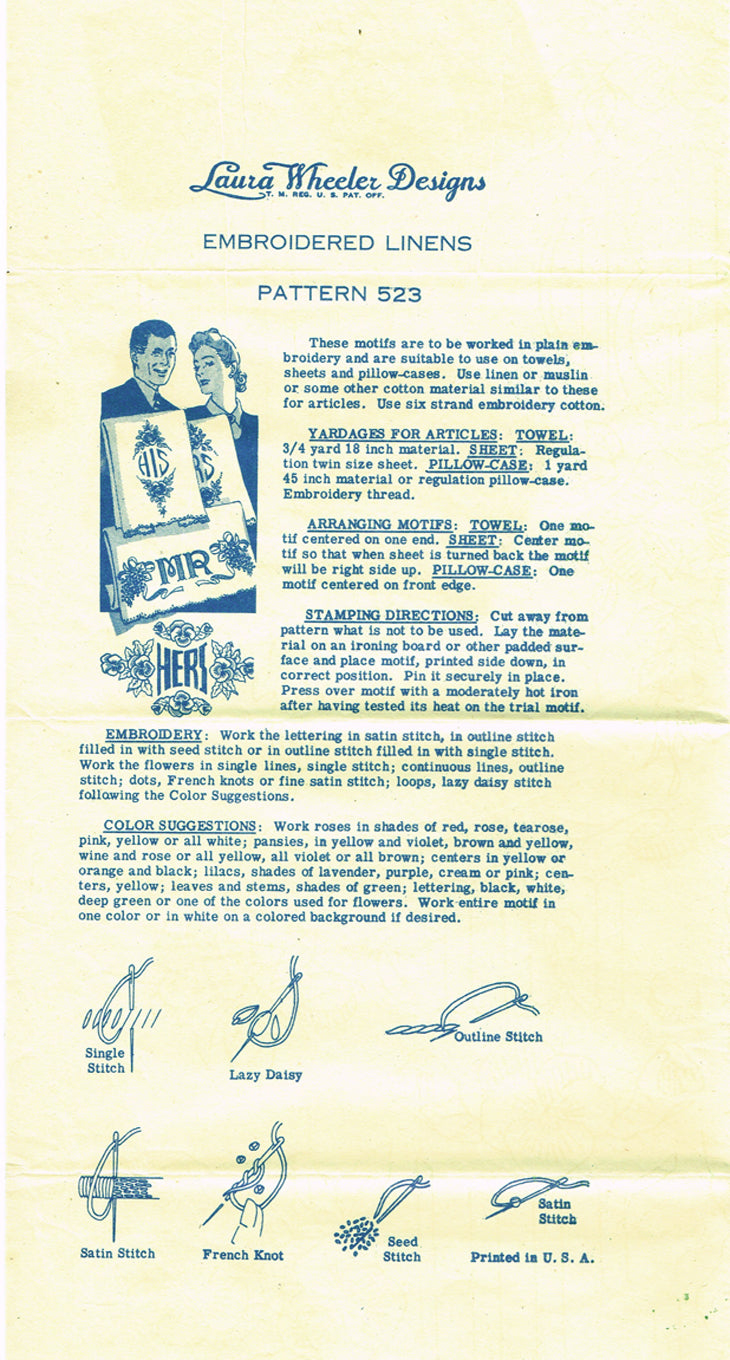 Laura Wheeler Designs
T. M. REG. U. S. PAT. OFF.
EMBROIDERED LINENS
PATTERN 523
These motifs are to be worked in plain em-
broidery and are suitable to use on towels,
sheets and pillow-cases. Use linen or muslin
or some other cotton material similar to these
for articles. Use six strand embroidery cotton.
YARDAGES FOR ARTICLES: TOWEL:
3/4 yard 18 inch material. SHEET: Regula-
tion twin size sheet. PILLOW-CASE: 1 yard
45 inch material or regulation pillow-case.
Embroidery thread.
ARRANGING MOTIFS: TOWEL: One mo-
tif centered on one end. SHEET: Center mo-
tif so that when sheet is turned back the motif
will be right side up. PILLOW-CASE: One
motif centered on front edge.
STAMPING DIRECTIONS: Cut away from
pattern what is not to be used. Lay the mate-
rial on an ironing board or other padded sur-
face and place motif, printed side down, in
correct position. Pin it securely in place.
Press over motif with a moderately hot iron
after having tested its heat on the trial motif.
HIS
RS
MR
HERS
EMBROIDERY: Work the lettering in satin stitch, in outline stitch
filled in with seed stitch or in outline stitch filled in with single stitch.
Work the flowers in single lines, single stitch; continuous lines, outline
stitch; dots, French knots or fine satin stitch; loops, lazy daisy stitch
following the Color Suggestions.
COLOR SUGGESTIONS: Work roses in shades of red, rose, tearose,
pink, yellow or all white; pansies, in yellow and violet, brown and yellow,
wine and rose or all yellow, all violet or all brown; centers in yellow or
orange and black; lilacs, shades of lavender, purple, cream or pink; cen-
ters, yellow; leaves and stems, shades of green; lettering, black, white,
deep green or one of the colors used for flowers. Work entire motif in
one color or in white on a colored background if desired.
Single
Stitch
Lazy Daisy
Outline Stitch
Satin Stitch
French Knot
Seed
Stitch
Satin
Stitch
Printed in U. S. A.